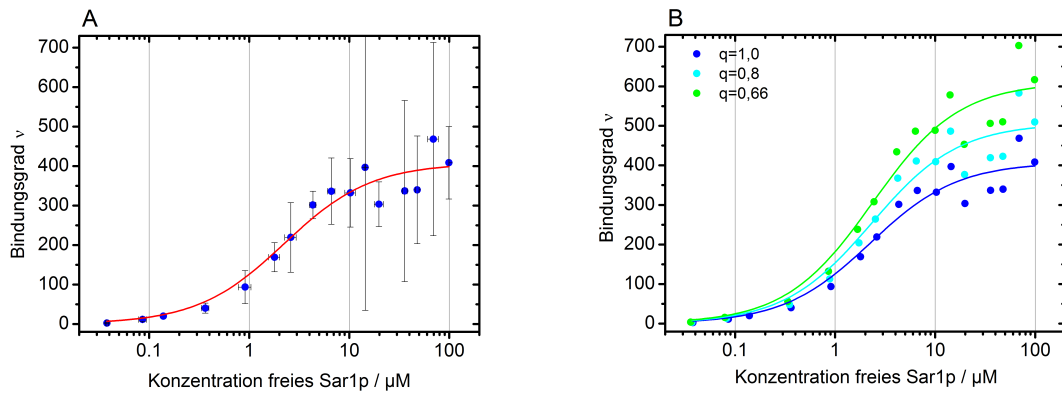 A
700
600
500
400
300
200
100
0
Bindungsgrad ν
0.1 1 10 100
Konzentration freies Sar1p / µM
B
700
600
500
400
300
200
100
0
q=1,0
q=0,8
q=0,66
Bindungsgrad ν
0.1 1 10 100
Konzentration freies Sar1p / µM